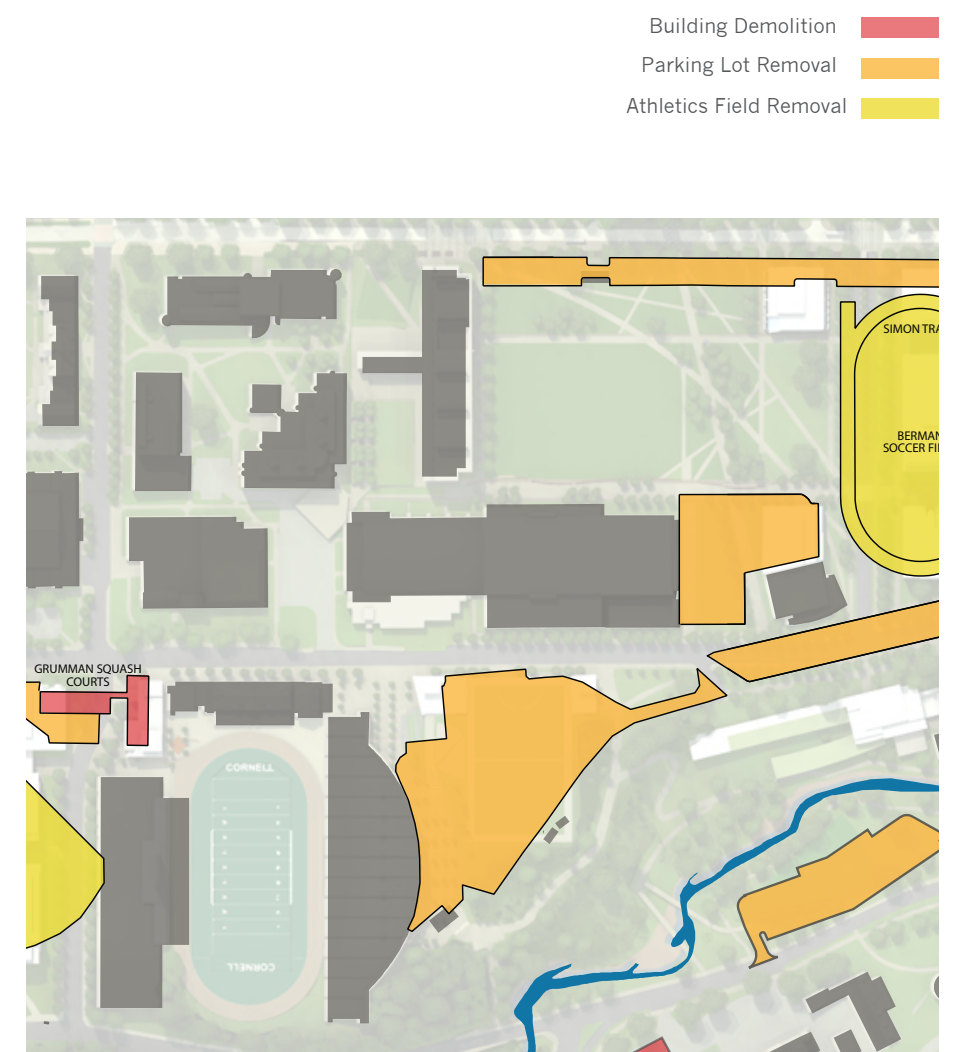 Building Demolition
Parking Lot Removal
Athletics Field Removal
SIMON TRA
BERMAN
SOCCER FI
GRUMMAN SQUASH
COURTS
CORNELL
CORNELL